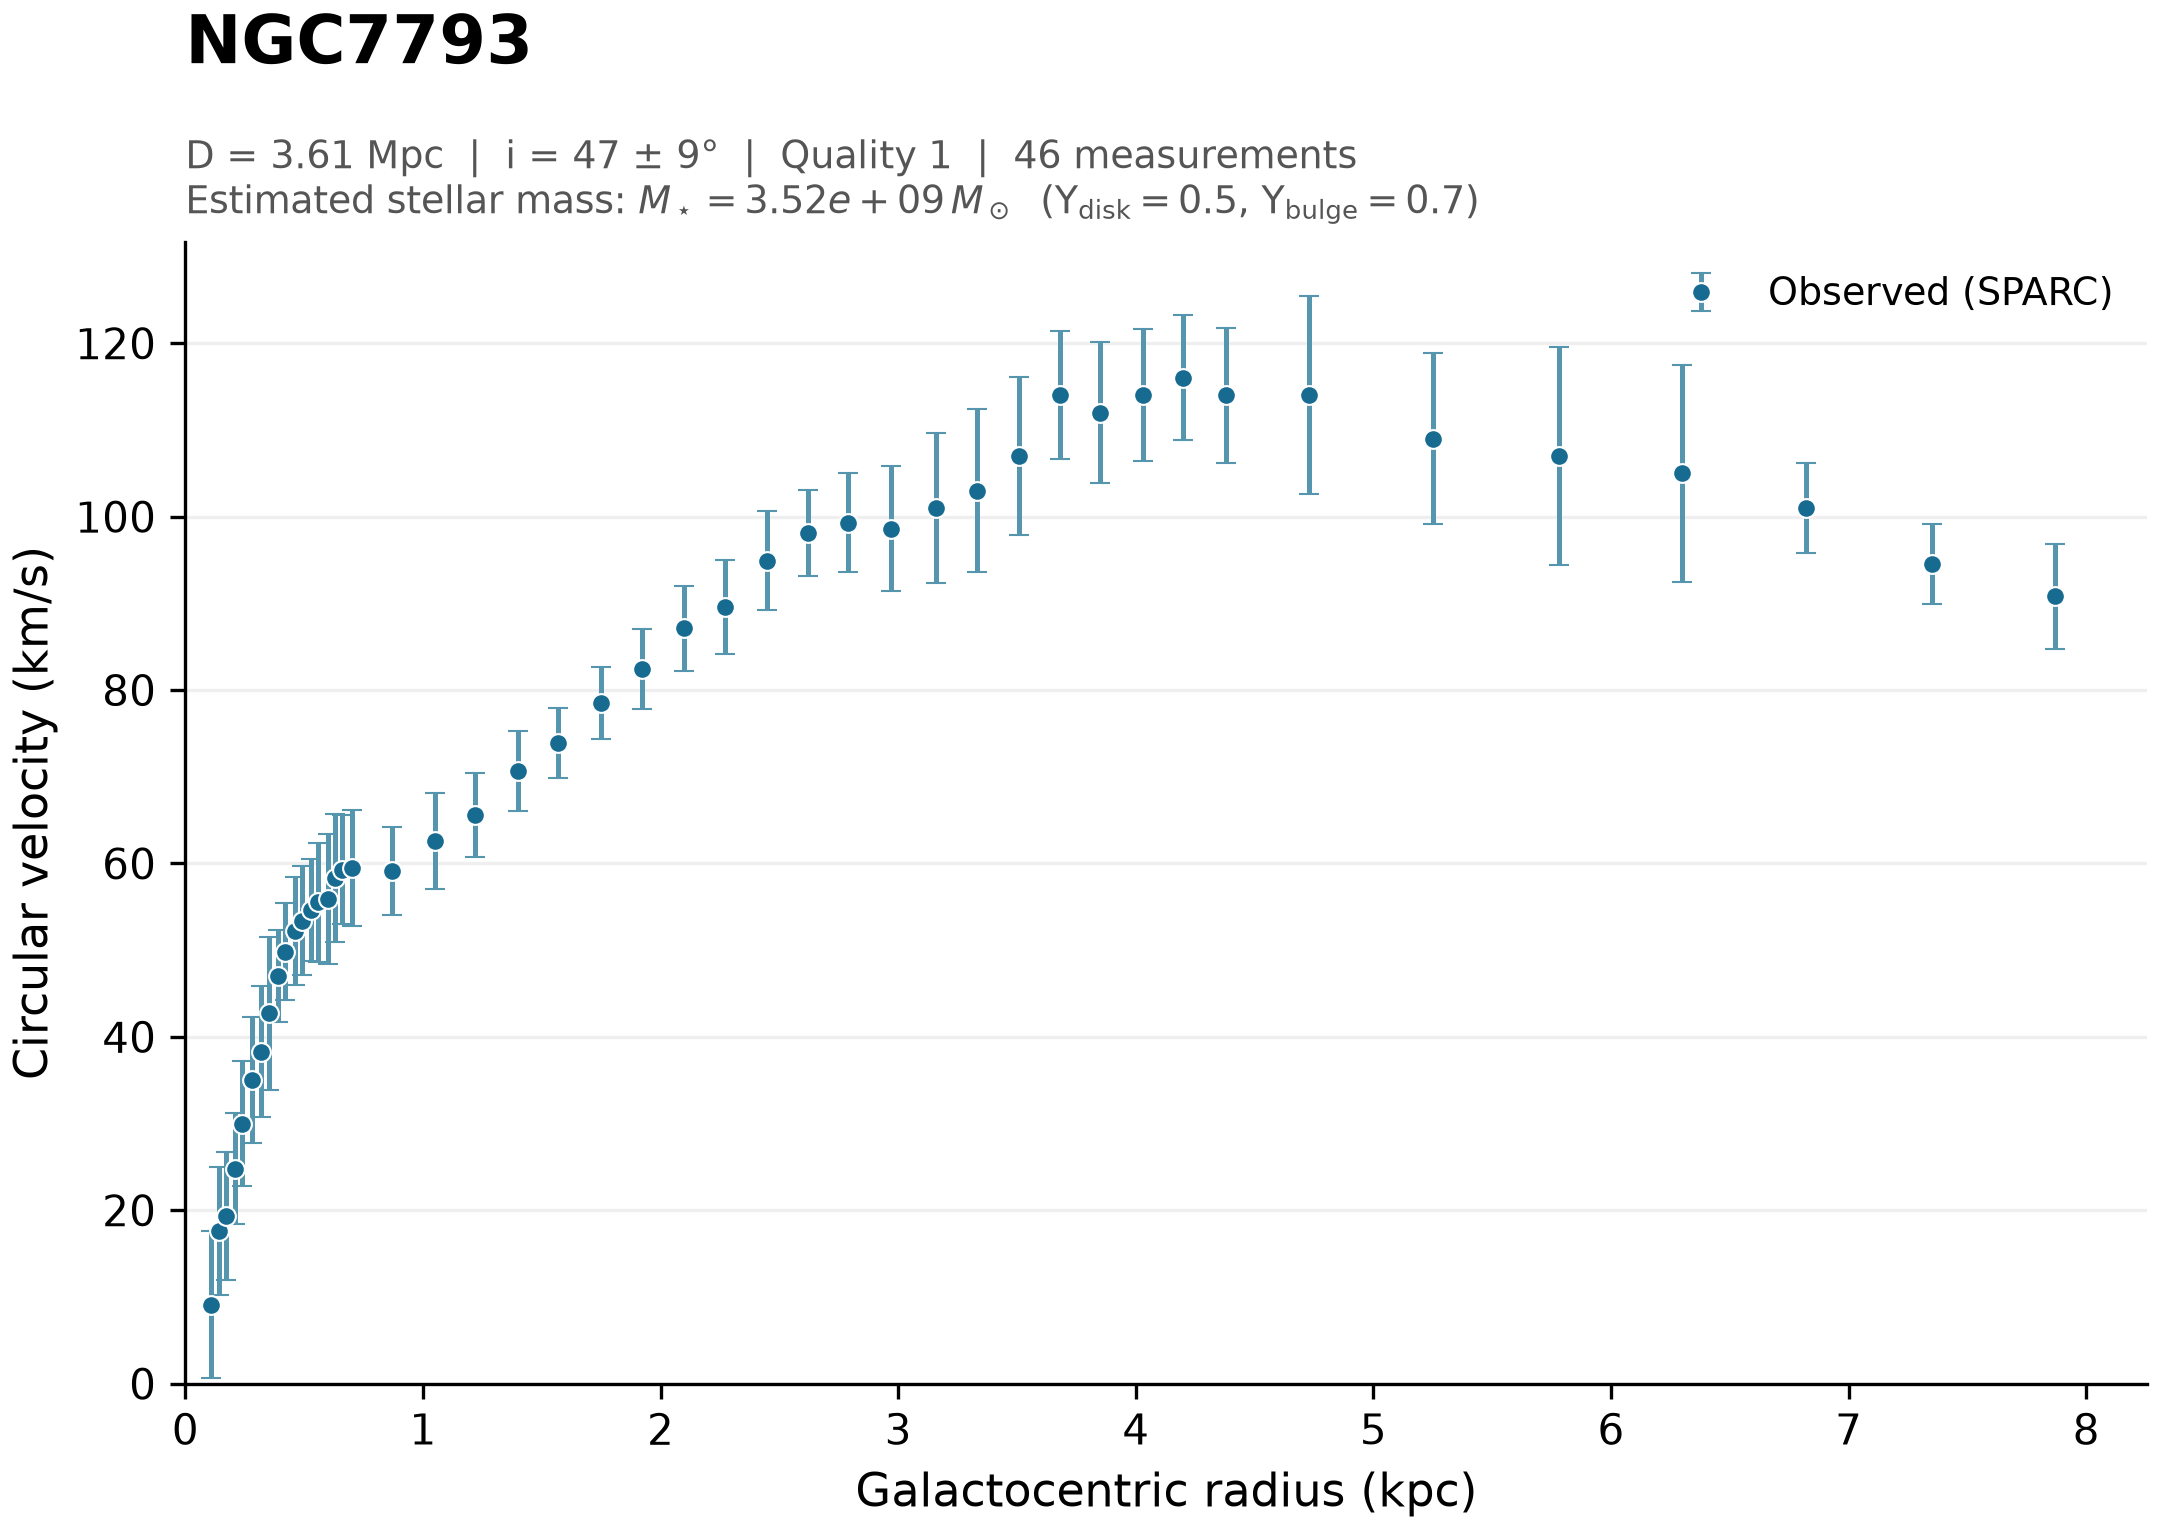 NGC7793
D = 3.61 Mpc | i = 47 ± 9° | Quality 1 | 46 measurements
Estimated stellar mass: M⋆ = 3.52e + 09 M⊙ (Υdisk = 0.5, Υbulge = 0.7)
Observed (SPARC)
120
100
80
60
40
20
0
Circular velocity (km/s)
0 1 2 3 4 5 6 7 8
Galactocentric radius (kpc)